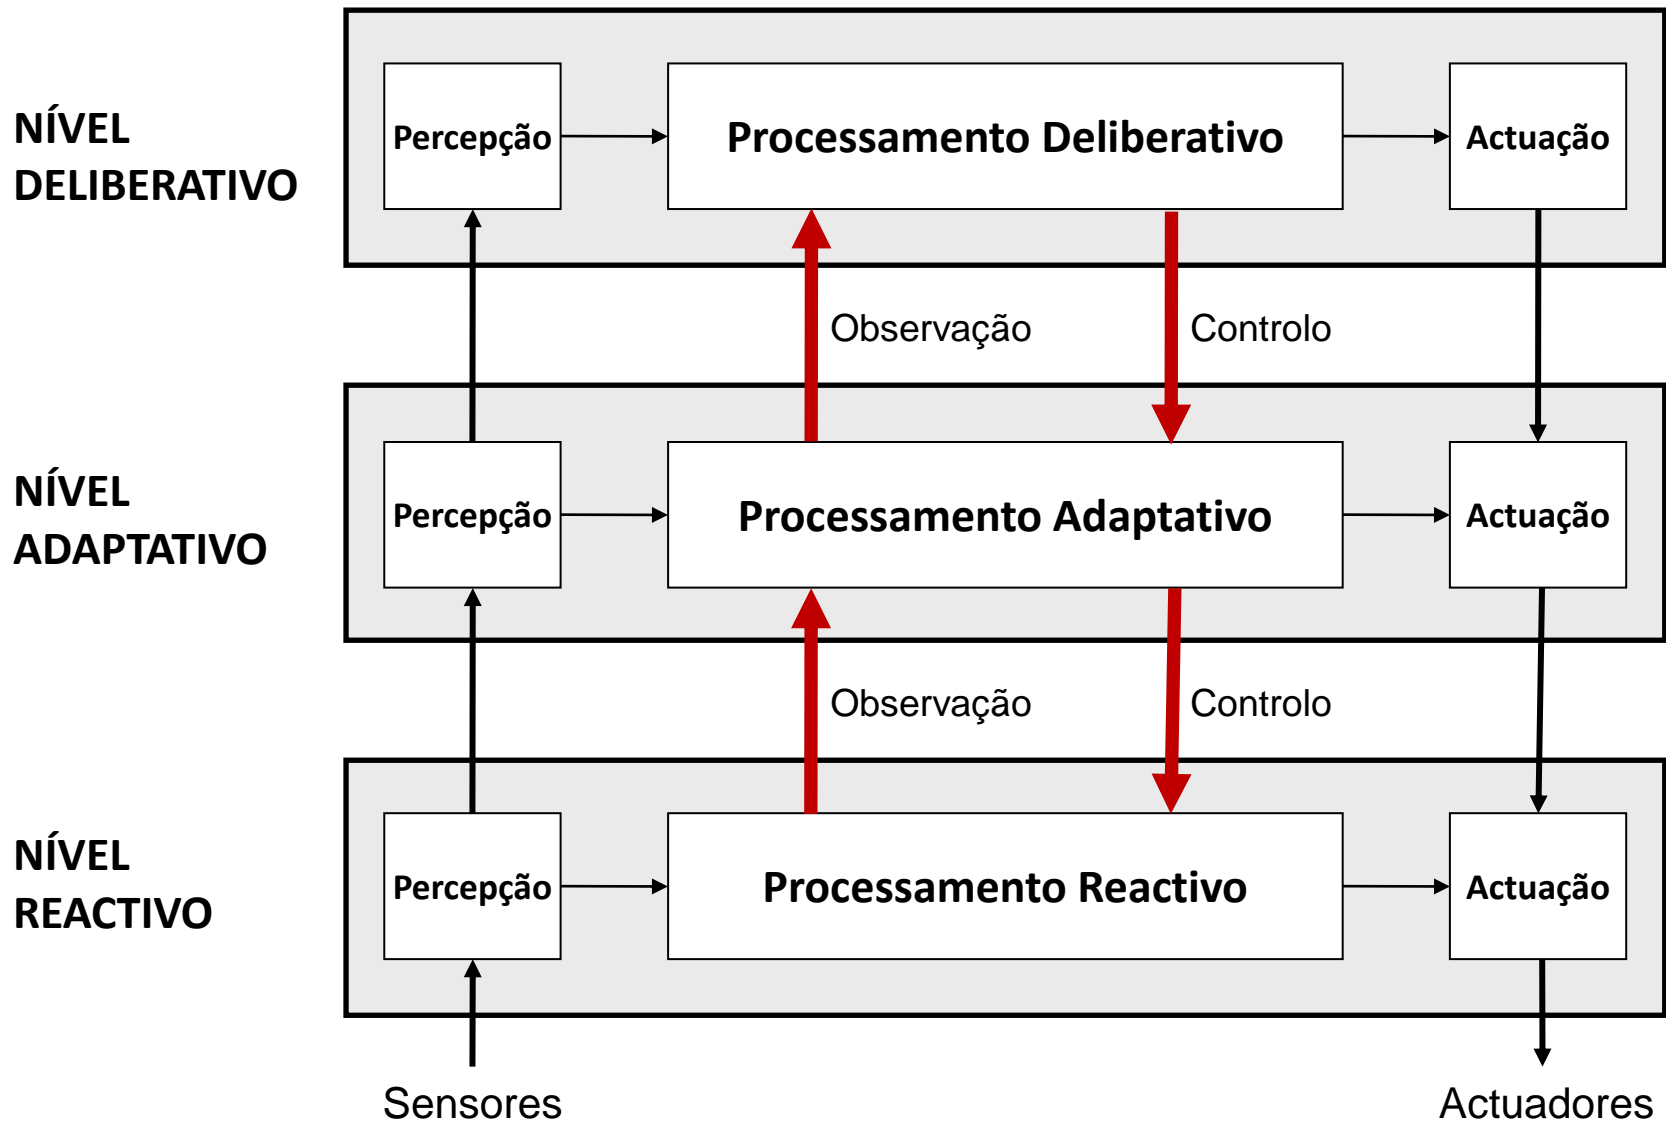 NÍVEL
DELIBERATIVO
Percepção
Processamento Deliberativo
Actuação
Observação
Controlo
NÍVEL
ADAPTATIVO
Percepção
Processamento Adaptativo
Actuação
Observação
Controlo
NÍVEL
REACTIVO
Percepção
Processamento Reactivo
Actuação
Sensores
Actuadores